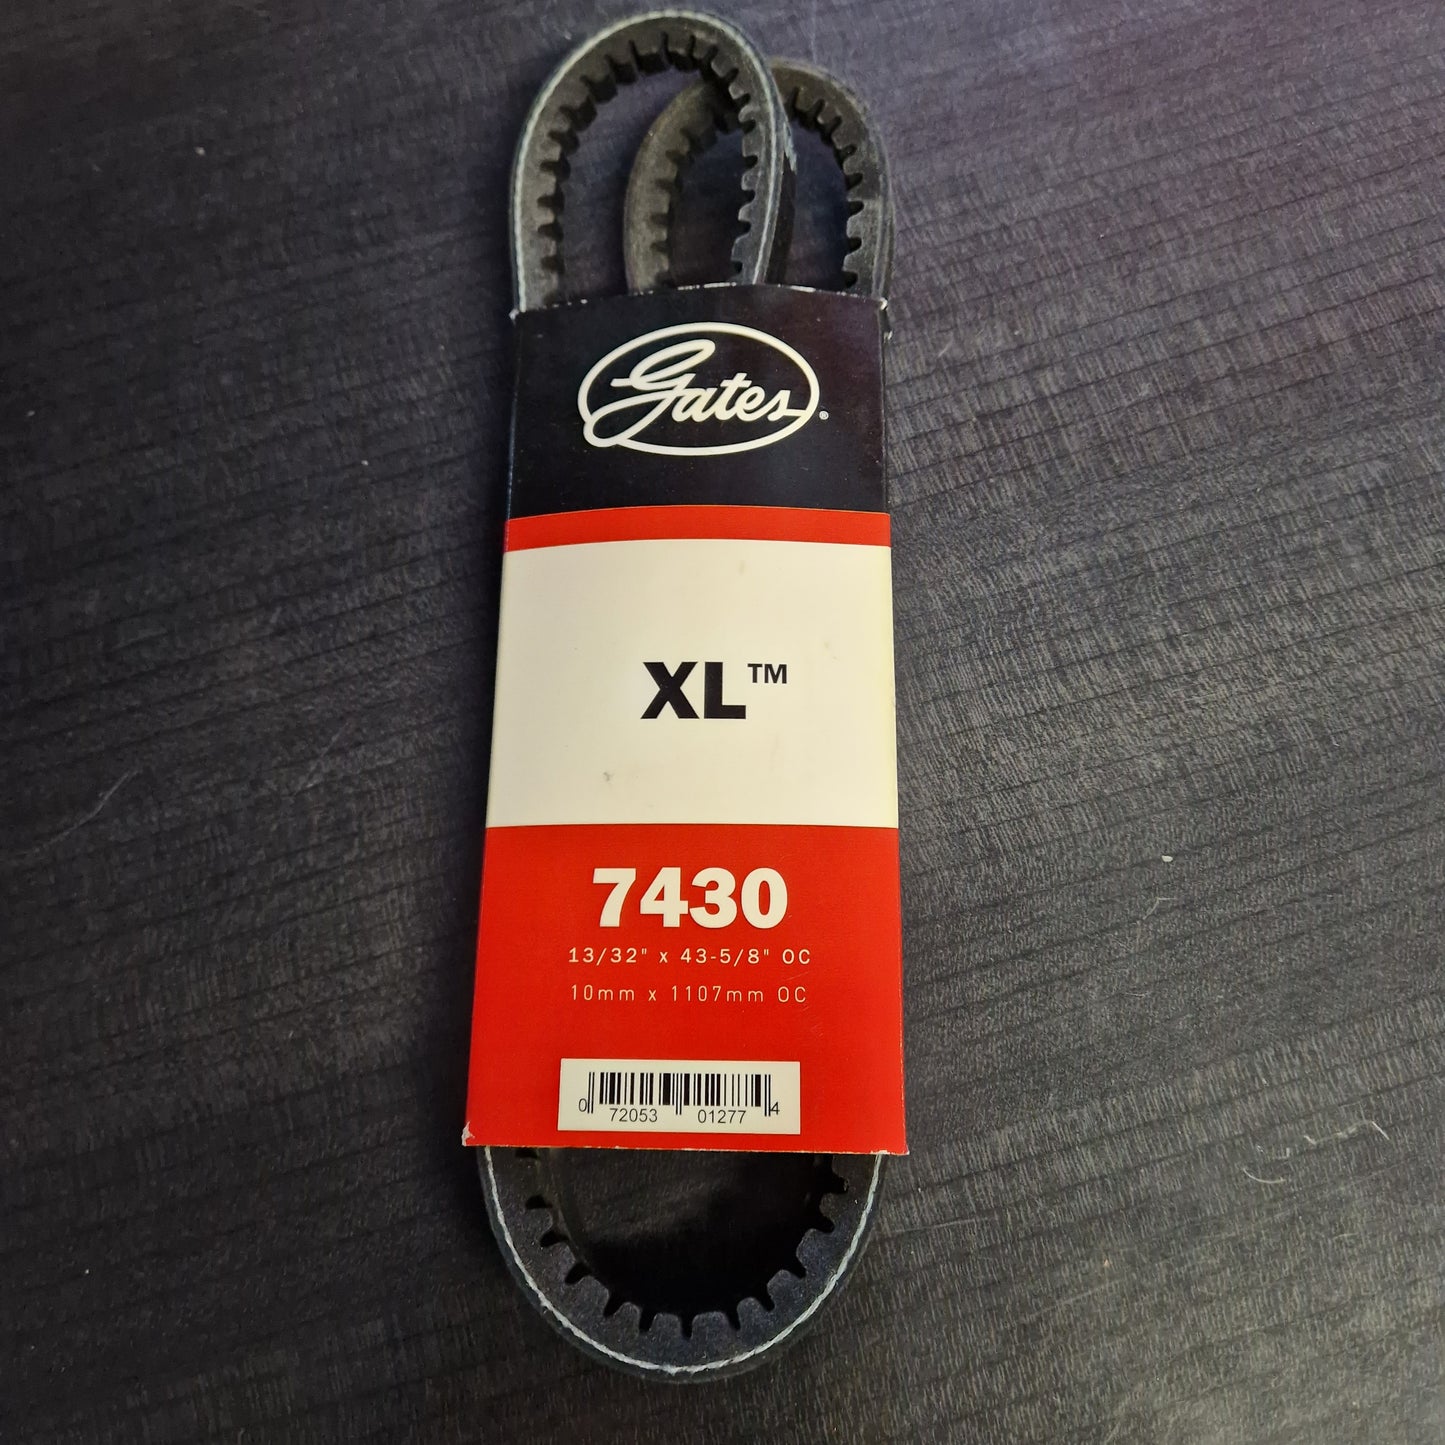 Gates®
XL™
7430
13/32" x 43-5/8" OC
10mm x 1107mm OC
0 72053 01277 4